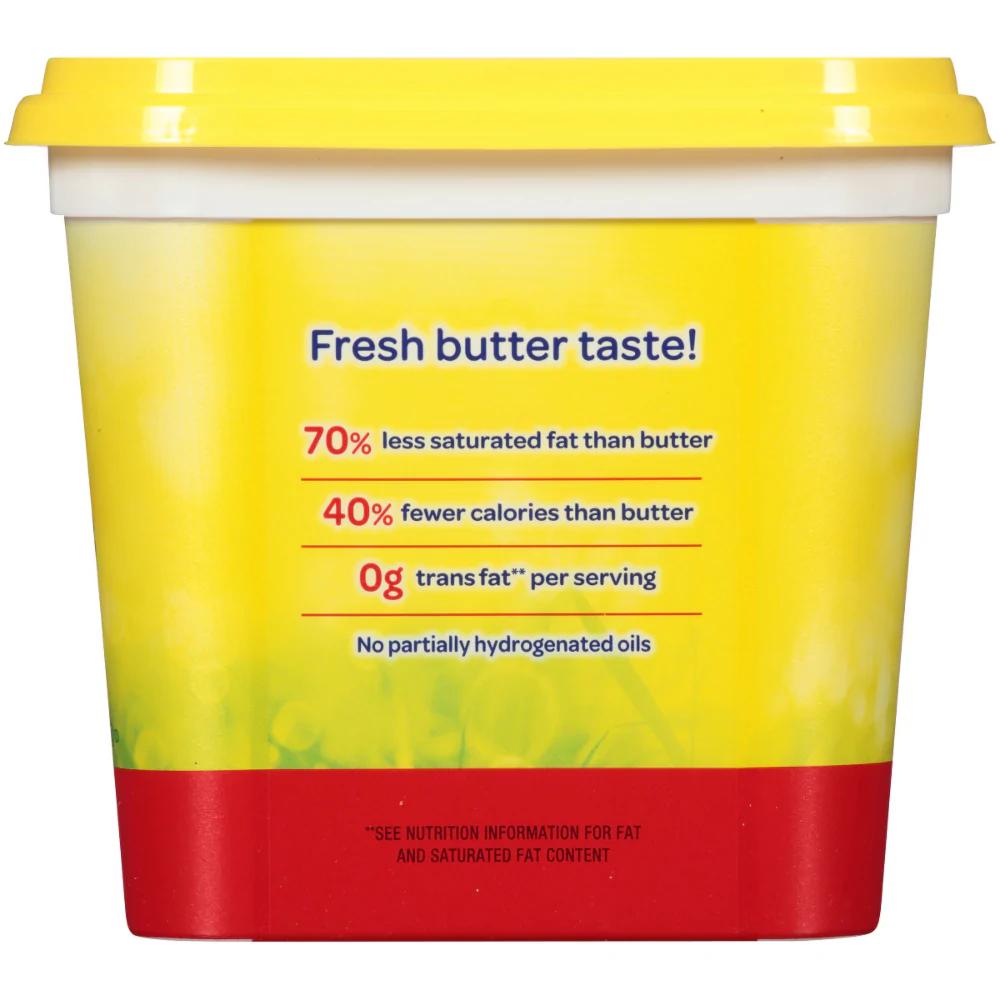 Fresh butter taste!
70% less saturated fat than butter
40% fewer calories than butter
0g trans fat** per serving
No partially hydrogenated oils
**SEE NUTRITION INFORMATION FOR FAT
AND SATURATED FAT CONTENT